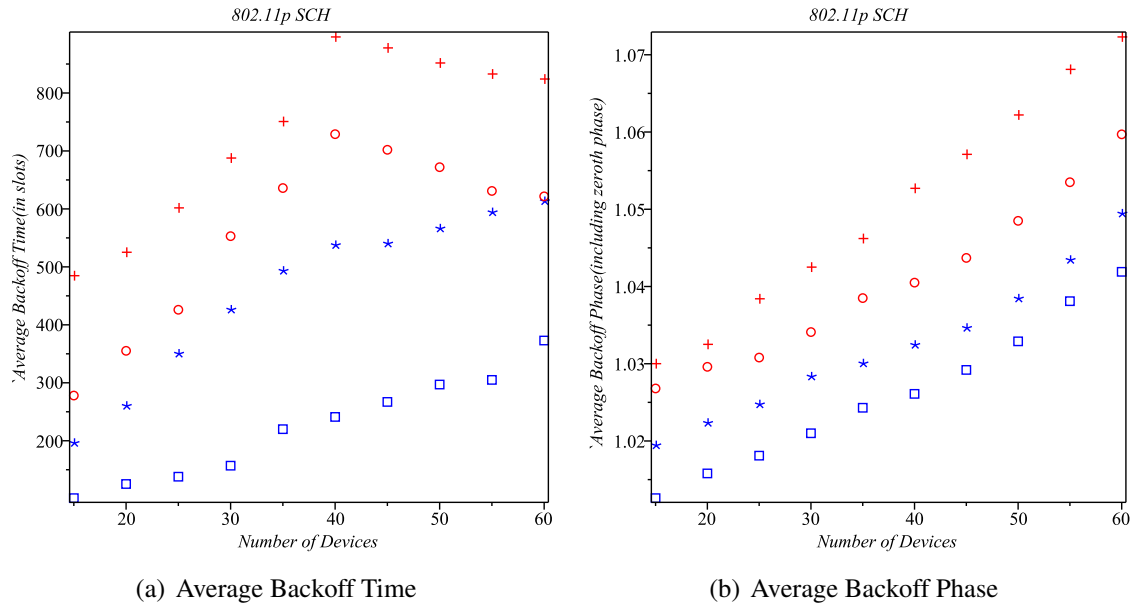 802.11p SCH
`Average Backoff Time(in slots)
800
700
600
500
400
300
200
20
30
40
50
60
Number of Devices
(a) Average Backoff Time
802.11p SCH
`Average Backoff Phase(including zeroth phase)
1.07
1.06
1.05
1.04
1.03
1.02
20
30
40
50
60
Number of Devices
(b) Average Backoff Phase